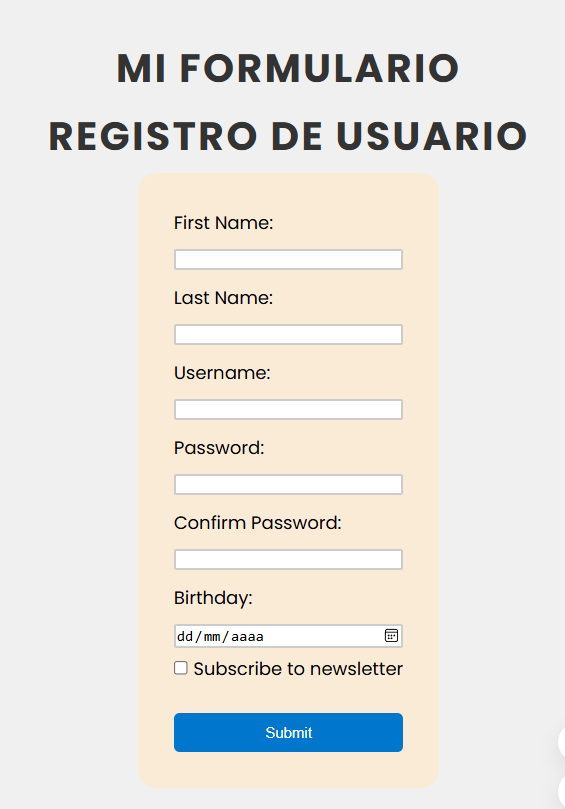 MI FORMULARIO
REGISTRO DE USUARIO
First Name:
Last Name:
Username:
Password:
Confirm Password:
Birthday:
dd/mm/aaaa
Subscribe to newsletter
Submit